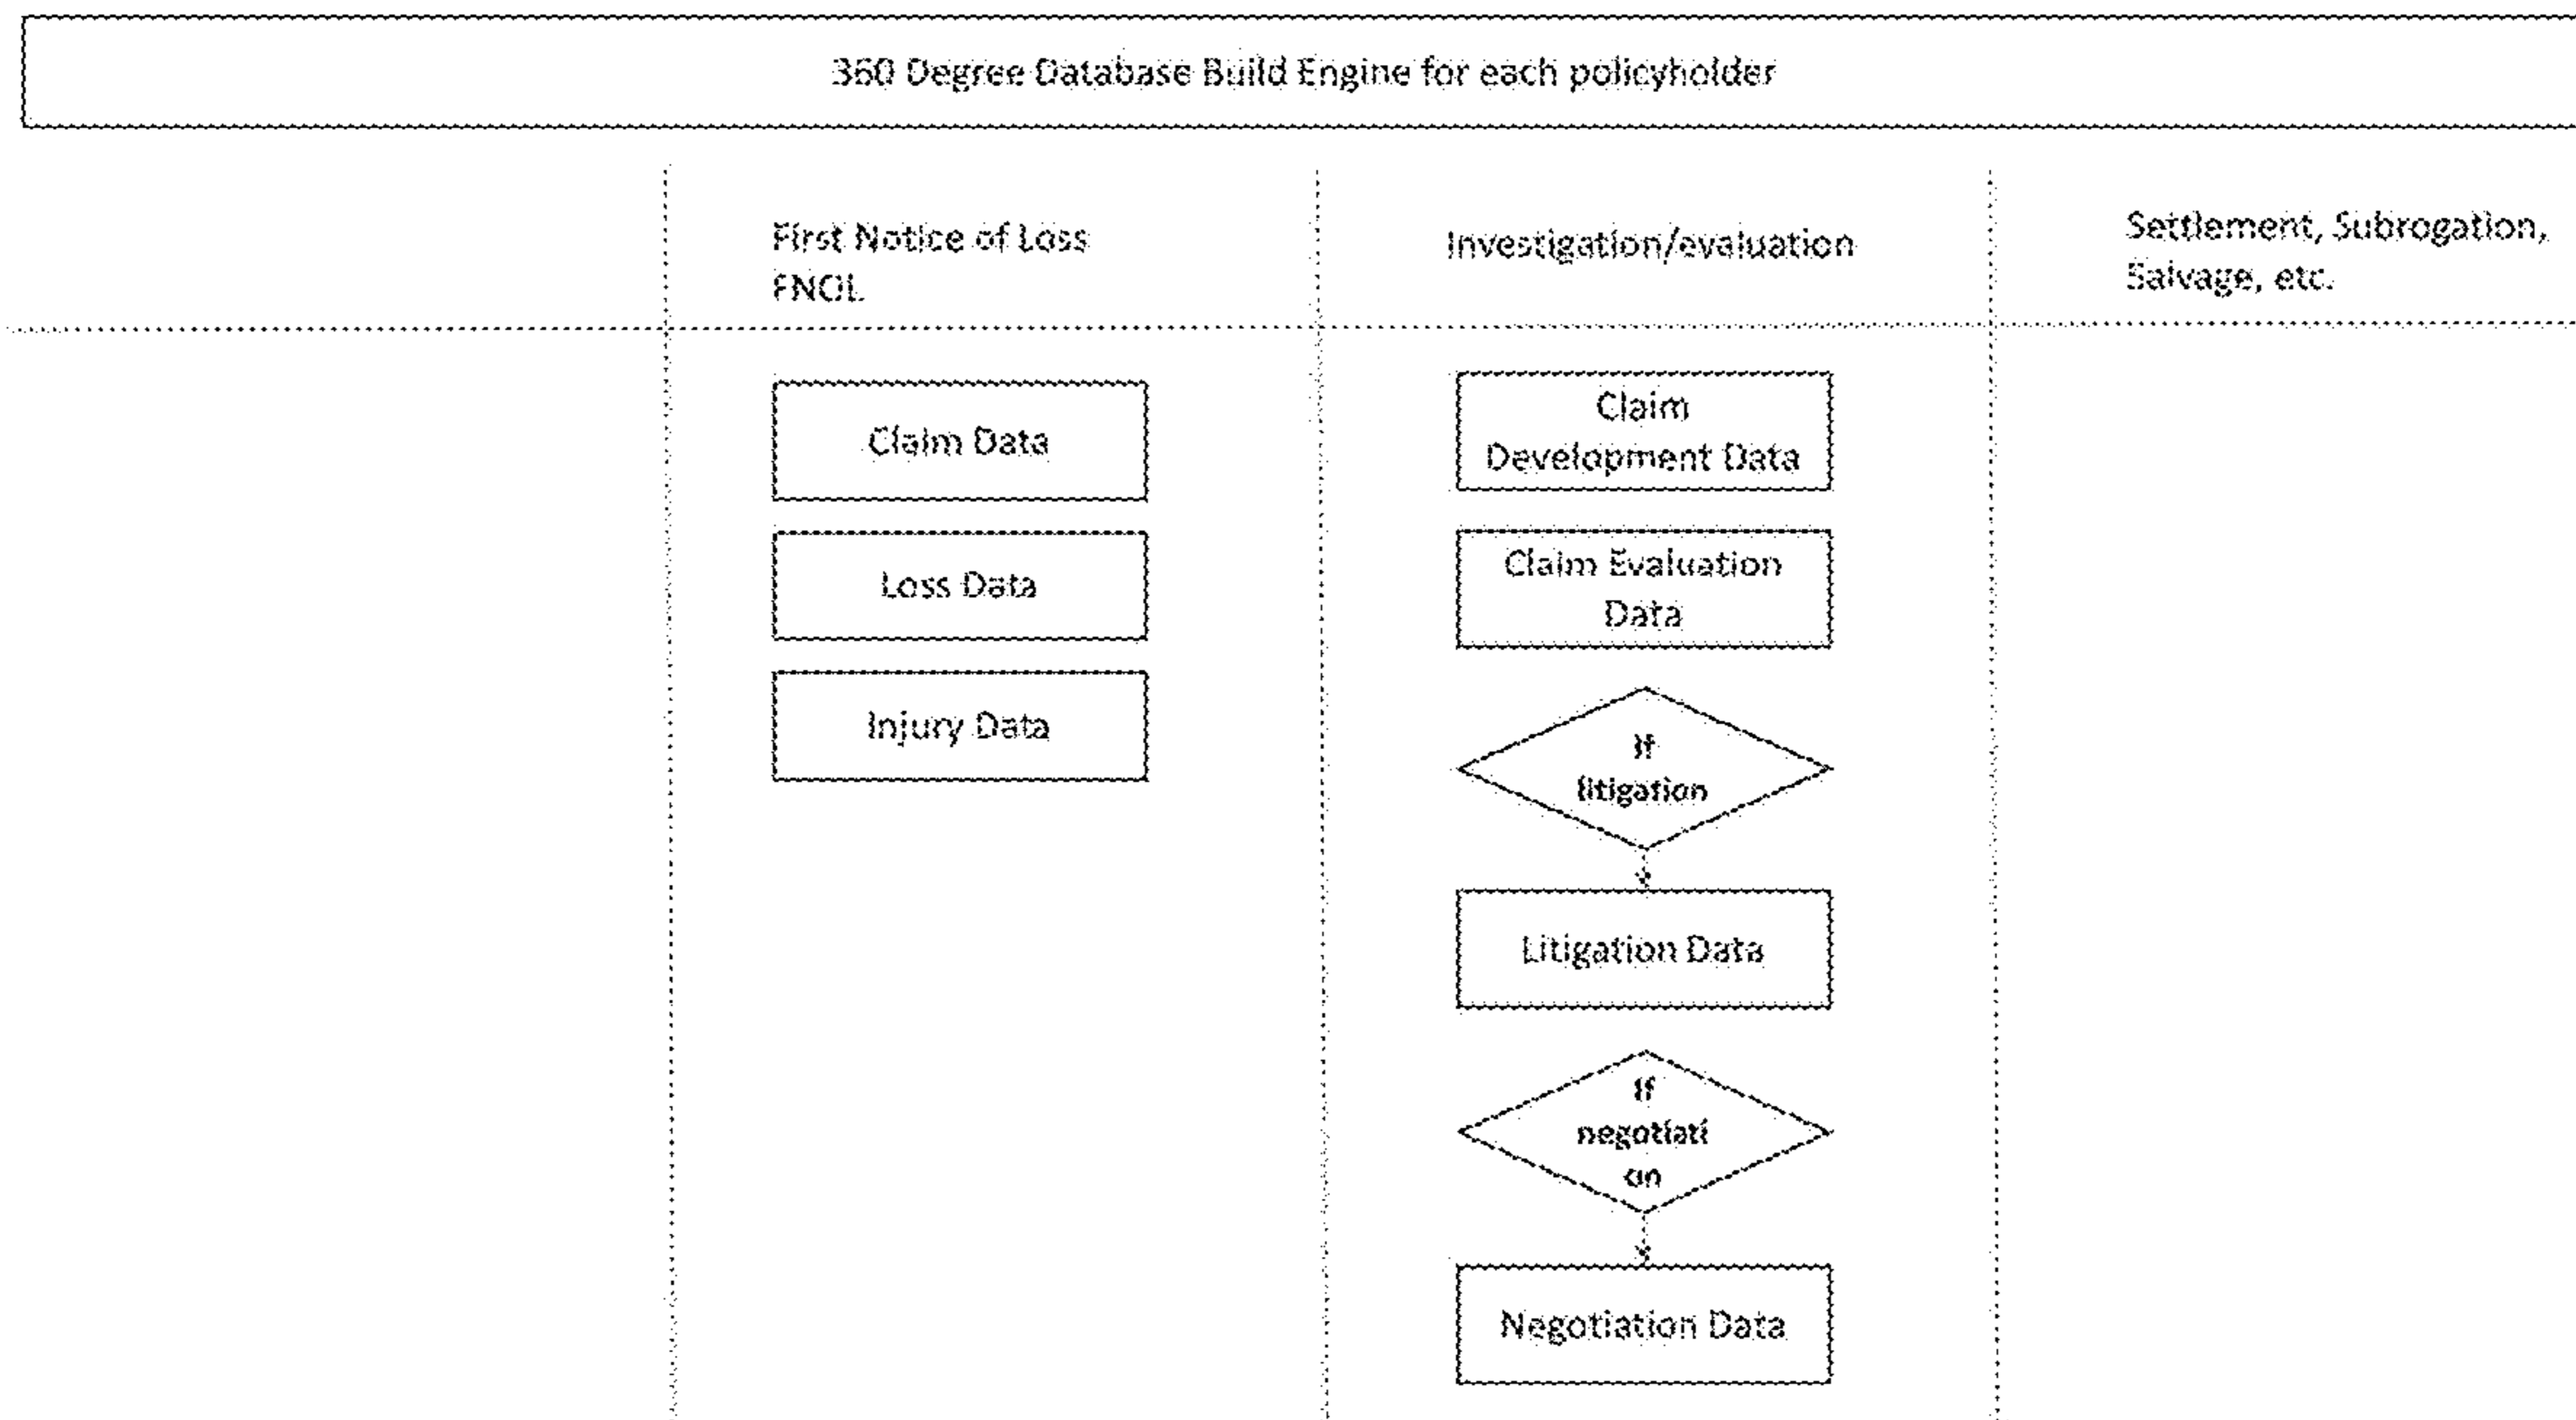 360 Degree Database Build Engine for each policyholder
First Notice of Loss
FNOL
Investigation/evaluation
Settlement, Subrogation,
Salvage, etc.
Claim Data
Loss Data
Injury Data
Claim
Development Data
Claim Evaluation
Data
If
litigation
Litigation Data
If
negotiati
on
Negotiation Data